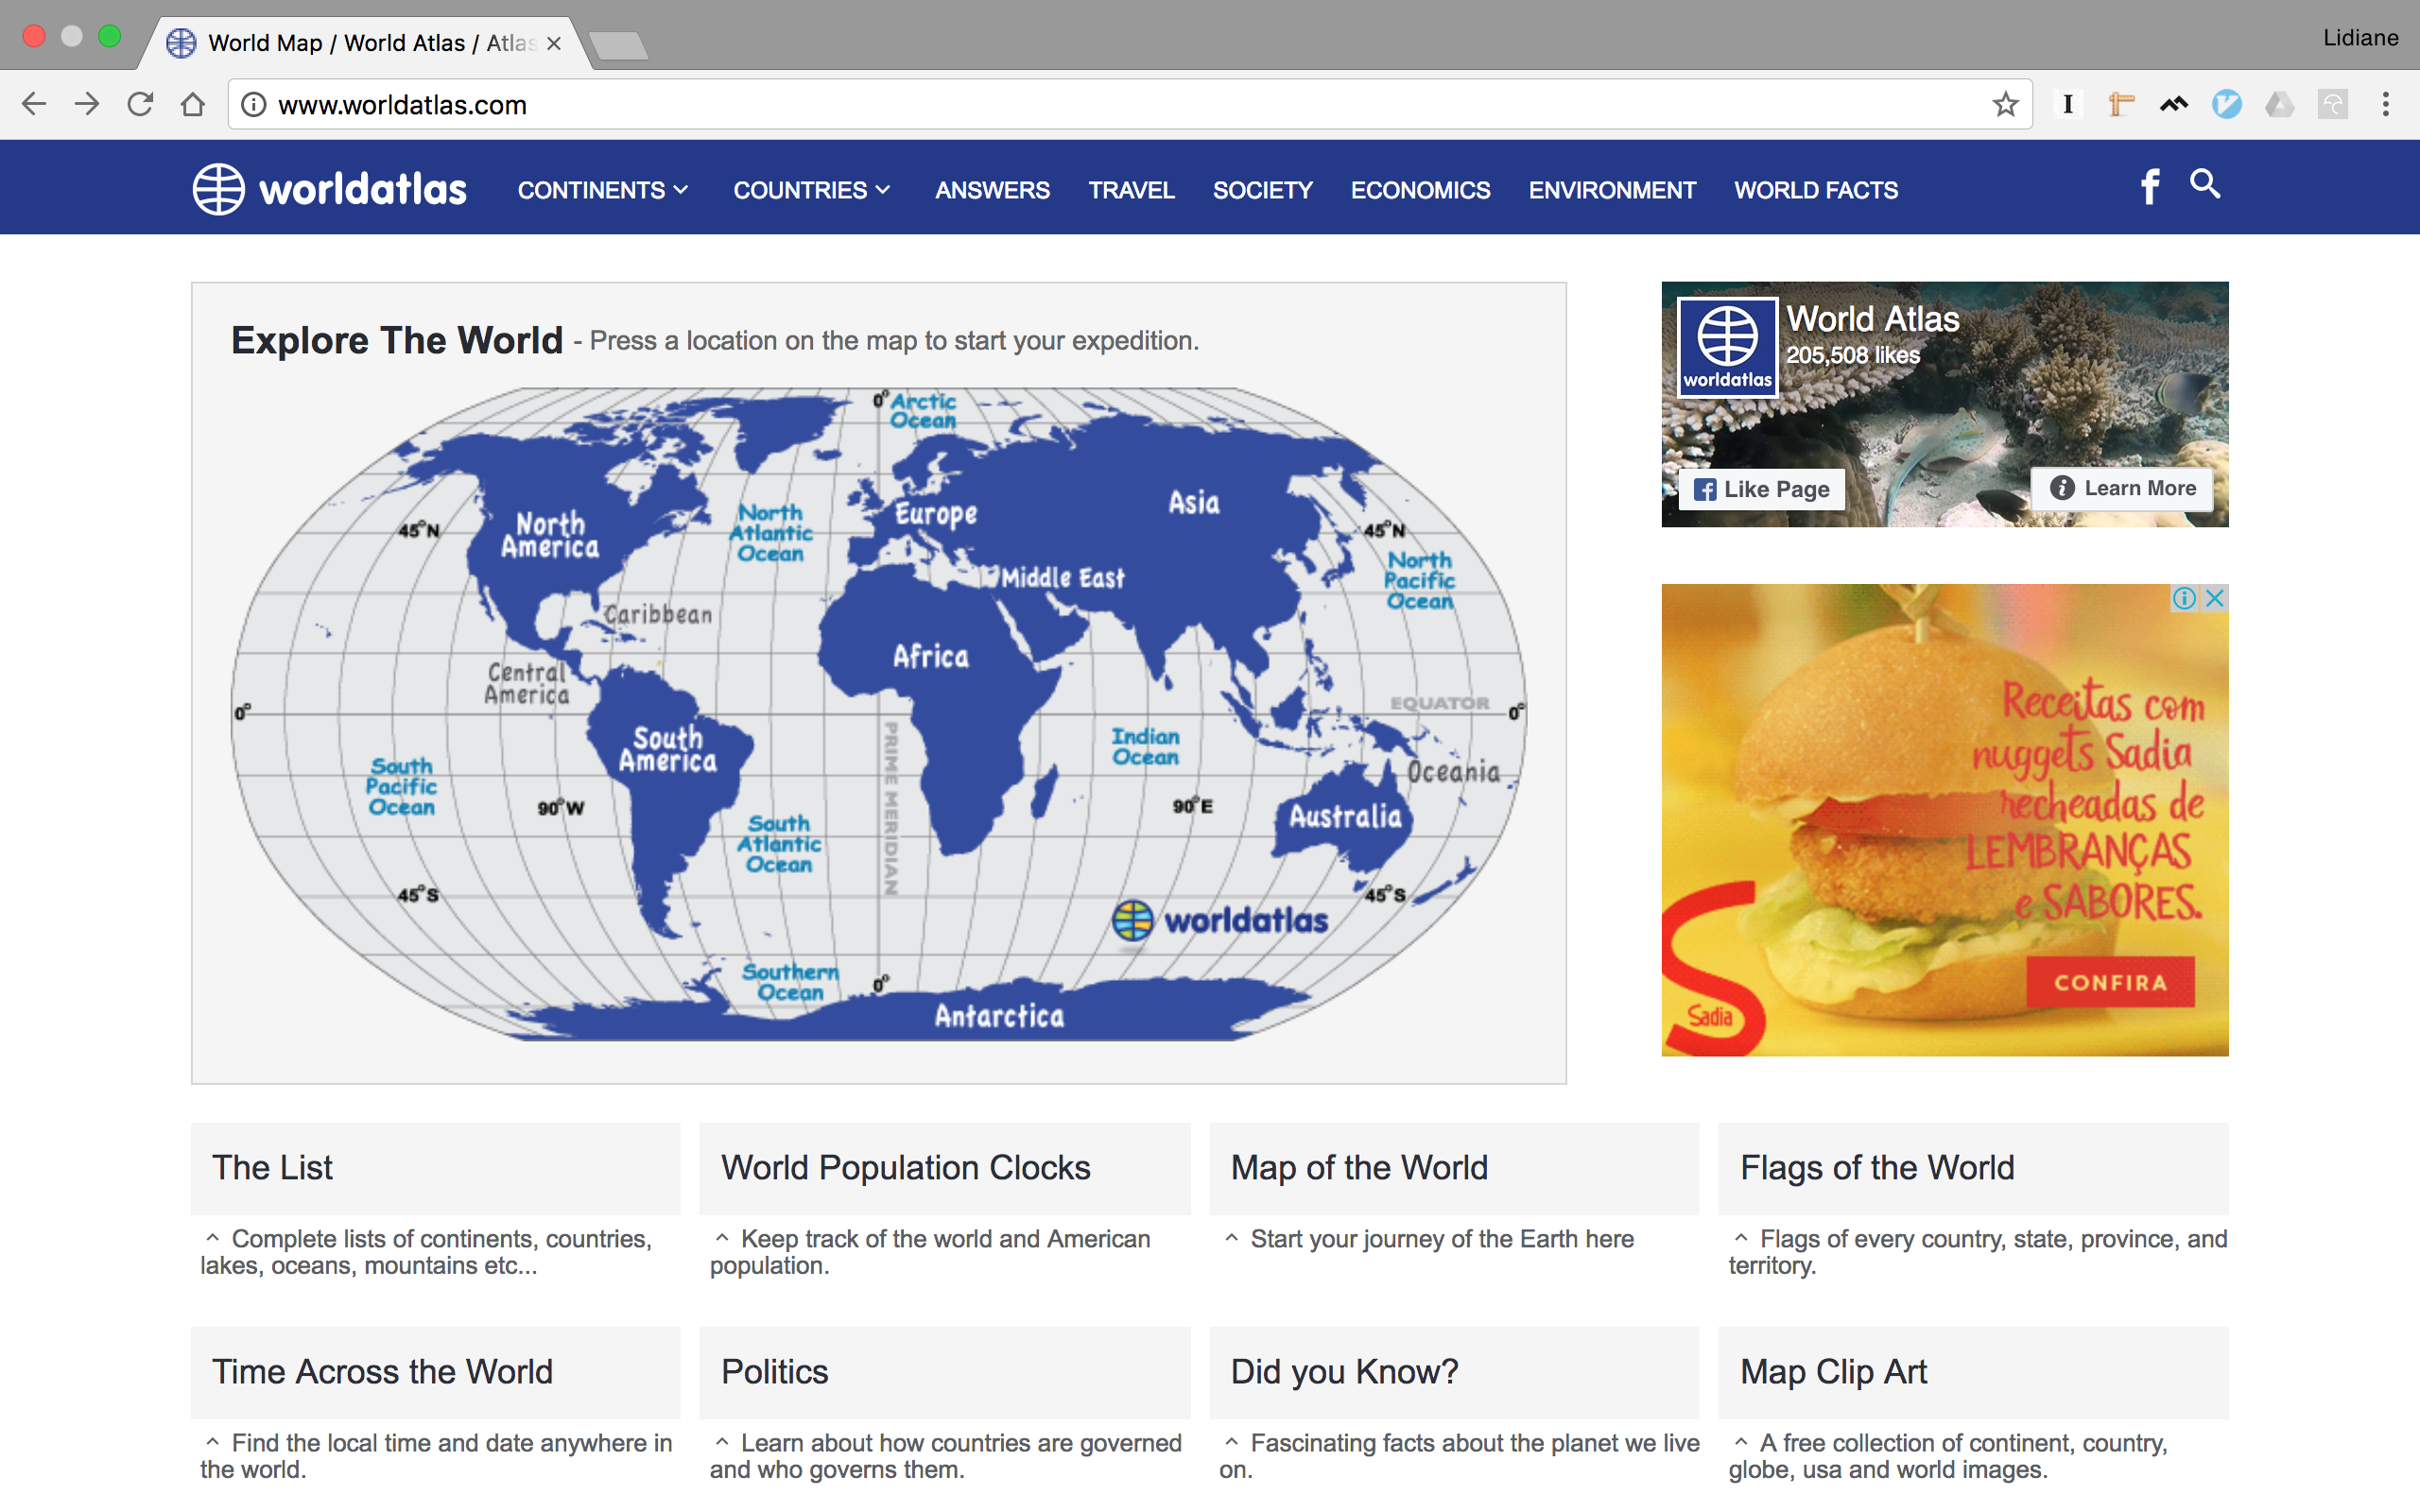 World Map / World Atlas / Atlas
Lidiane
www.worldatlas.com
worldatlas
CONTINENTS
COUNTRIES
ANSWERS
TRAVEL
SOCIETY
ECONOMICS
ENVIRONMENT
WORLD FACTS
Explore The World - Press a location on the map to start your expedition.
0°
Arctic
Ocean
North
America
North
Atlantic
Ocean
Europe
Asia
45°N
45°N
North
Pacific
Ocean
Middle East
Caribbean
Central
America
Africa
EQUATOR
0°
0°
South
America
PRIME MERIDIAN
Indian
Ocean
Oceania
South
Pacific
Ocean
90°W
90°E
Australia
South
Atlantic
Ocean
45°S
45°S
worldatlas
Southern
Ocean
0°
Antarctica
World Atlas
205,508 likes
worldatlas
Like Page
Learn More
Receitas com
nuggets Sadia
recheadas de
LEMBRANÇAS
e SABORES.
CONFIRA
S
Sadia
The List
Complete lists of continents, countries,
lakes, oceans, mountains etc...
World Population Clocks
Keep track of the world and American
population.
Map of the World
Start your journey of the Earth here
Flags of the World
Flags of every country, state, province, and
territory.
Time Across the World
Find the local time and date anywhere in
the world.
Politics
Learn about how countries are governed
and who governs them.
Did you Know?
Fascinating facts about the planet we live
on.
Map Clip Art
A free collection of continent, country,
globe, usa and world images.